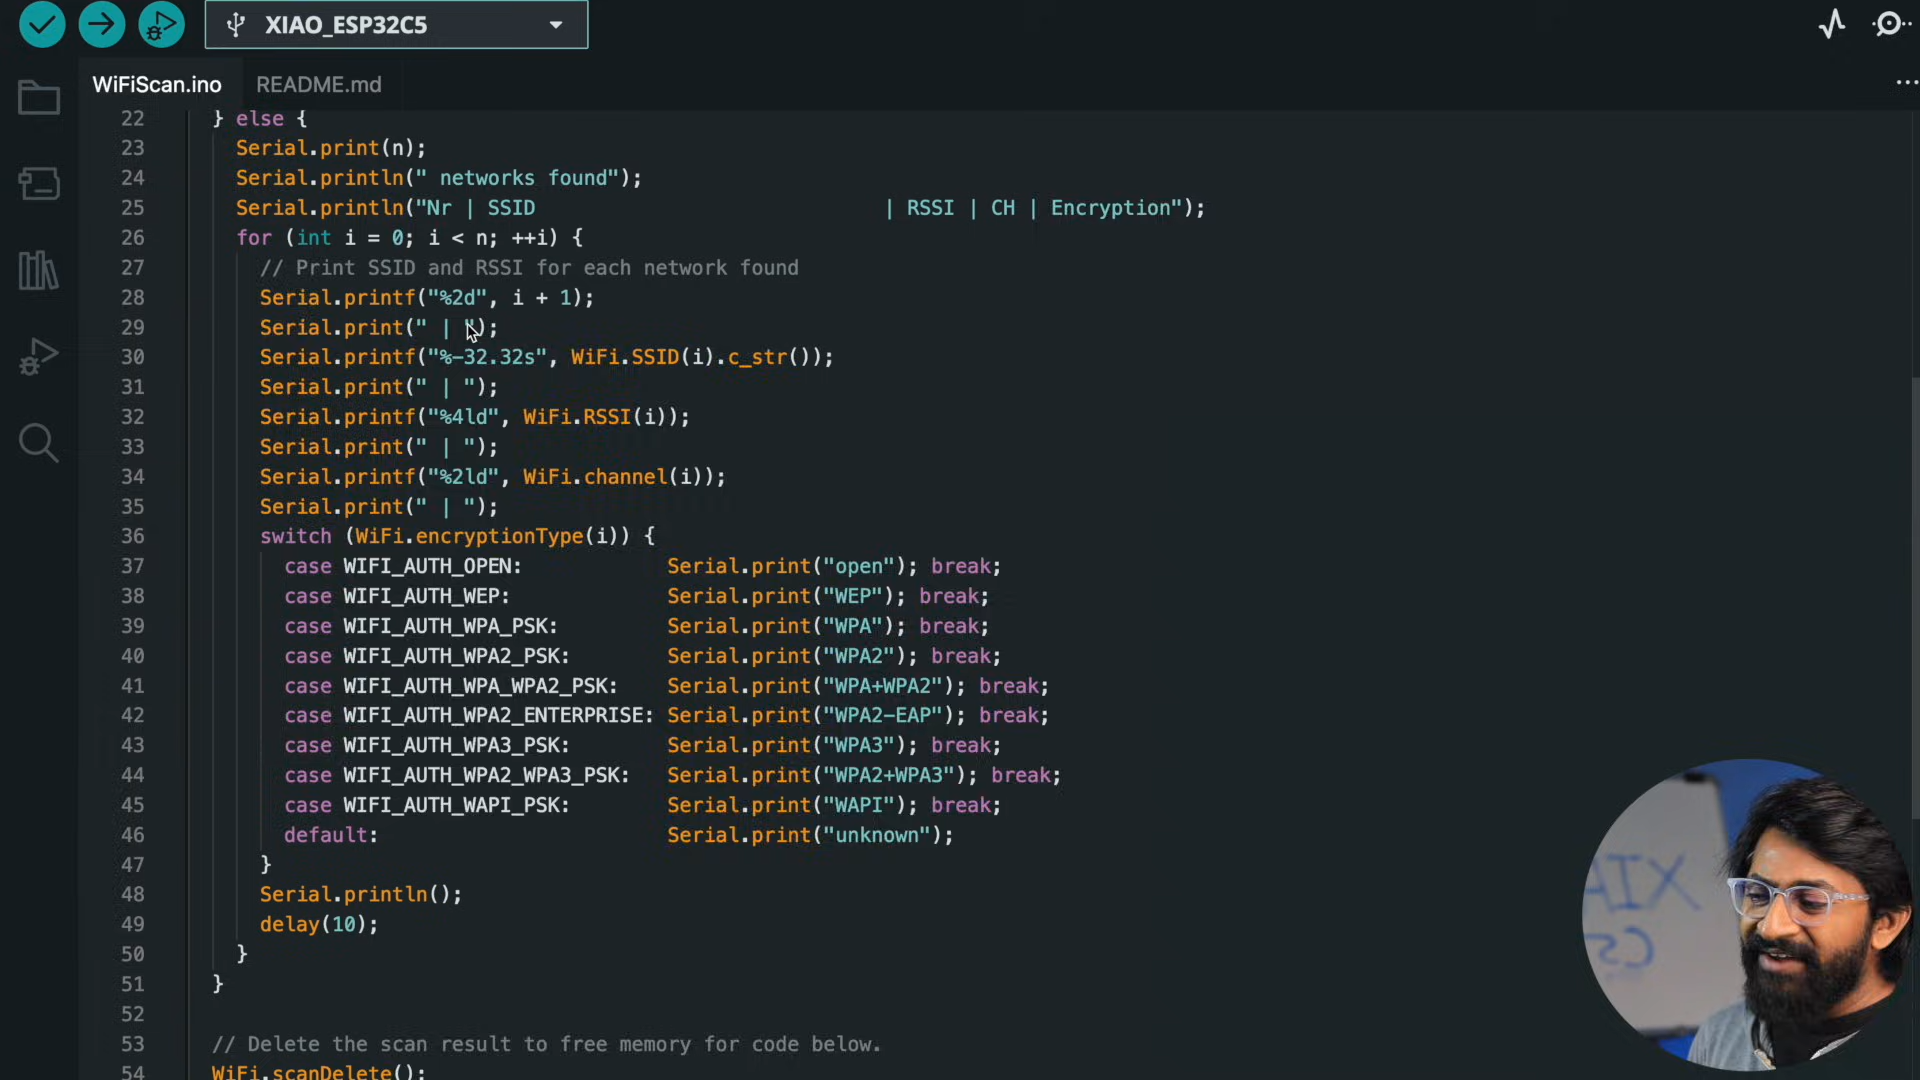 XIAO_ESP32C5
WiFiScan.ino README.md
22 } else {
23 Serial.print(n);
24 Serial.println(" networks found");
25 Serial.println("Nr | SSID                             | RSSI | CH | Encryption");
26 for (int i = 0; i < n; ++i) {
27 // Print SSID and RSSI for each network found
28 Serial.printf("%2d", i + 1);
29 Serial.print(" | ");
30 Serial.printf("%-32.32s", WiFi.SSID(i).c_str());
31 Serial.print(" | ");
32 Serial.printf("%4ld", WiFi.RSSI(i));
33 Serial.print(" | ");
34 Serial.printf("%2ld", WiFi.channel(i));
35 Serial.print(" | ");
36 switch (WiFi.encryptionType(i)) {
37 case WIFI_AUTH_OPEN: Serial.print("open"); break;
38 case WIFI_AUTH_WEP: Serial.print("WEP"); break;
39 case WIFI_AUTH_WPA_PSK: Serial.print("WPA"); break;
40 case WIFI_AUTH_WPA2_PSK: Serial.print("WPA2"); break;
41 case WIFI_AUTH_WPA_WPA2_PSK: Serial.print("WPA+WPA2"); break;
42 case WIFI_AUTH_WPA2_ENTERPRISE: Serial.print("WPA2-EAP"); break;
43 case WIFI_AUTH_WPA3_PSK: Serial.print("WPA3"); break;
44 case WIFI_AUTH_WPA2_WPA3_PSK: Serial.print("WPA2+WPA3"); break;
45 case WIFI_AUTH_WAPI_PSK: Serial.print("WAPI"); break;
46 default: Serial.print("unknown");
47 }
48 Serial.println();
49 delay(10);
50 }
51 }
52
53 // Delete the scan result to free memory for code below.
54 WiFi.scanDelete();